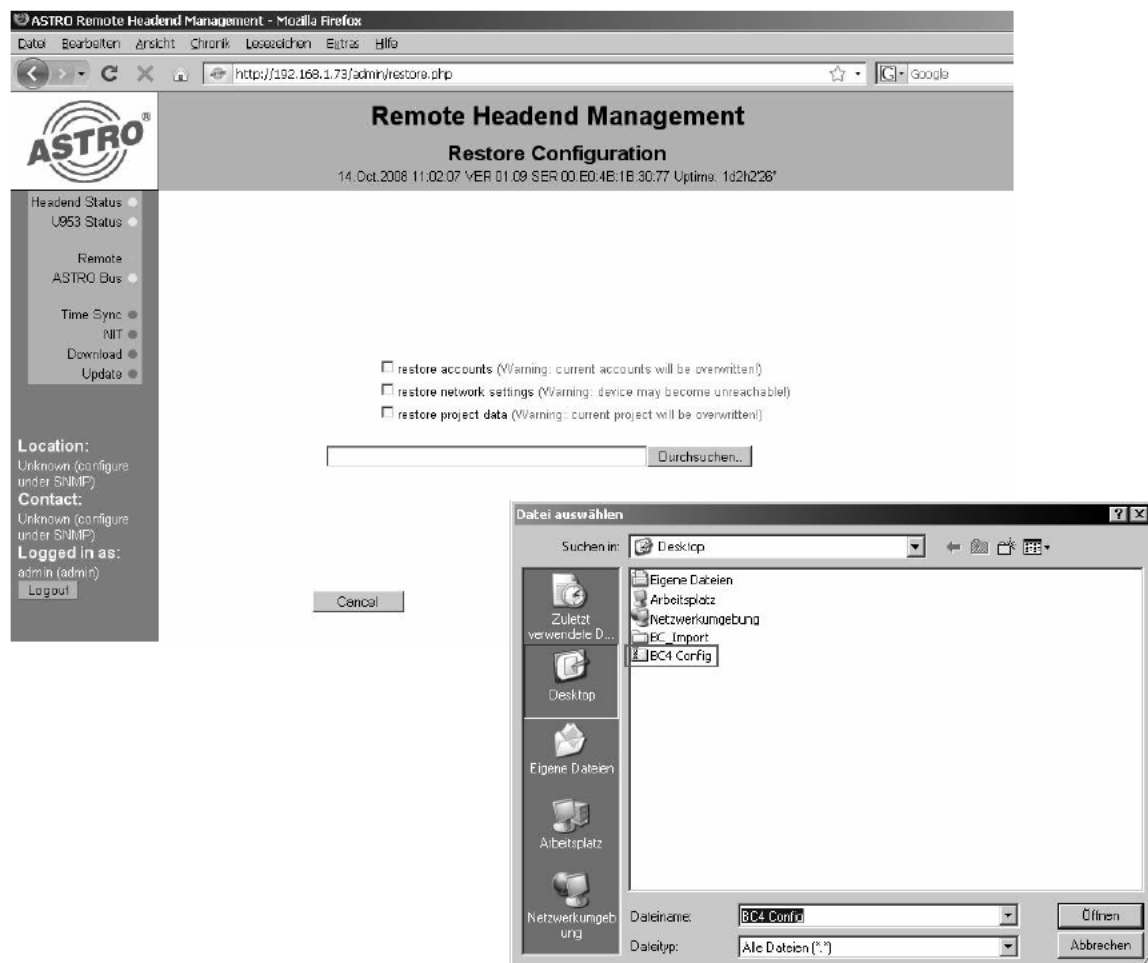 ASTRO Remote Headend Management - Mozilla Firefox
Datei Bearbeiten Ansicht Chronik Lesezeichen Extras Hilfe
http://192.168.1.73/admin/restore.php
G Google
ASTRO®
Remote Headend Management
Restore Configuration
14.Oct.2008 11:02:07 VER 01.09 SER 00:E0:4B:1B:30:77 Uptime: 1d2h2'26"
Headend Status
U953 Status
Remote
ASTRO Bus
Time Sync
NIT
Download
Update
restore accounts (Warning: current accounts will be overwritten!)
restore network settings (Warning: device may become unreachable!)
restore project data (Warning: current project will be overwritten!)
Durchsuchen..
Location:
Unknown (configure
under SNMP)
Contact:
Unknown (configure
under SNMP)
Logged in as:
admin (admin)
Logout
Cancel
Datei auswählen
Suchen in: Desktop
Zuletzt
verwendete D...
Desktop
Eigene Dateien
Arbeitsplatz
Netzwerkumgeb
ung
Eigene Dateien
Arbeitsplatz
Netzwerkumgebung
BC_Import
BC4 Config
Dateiname: BC4 Config Öffnen
Dateityp: Alle Dateien (*.*) Abbrechen